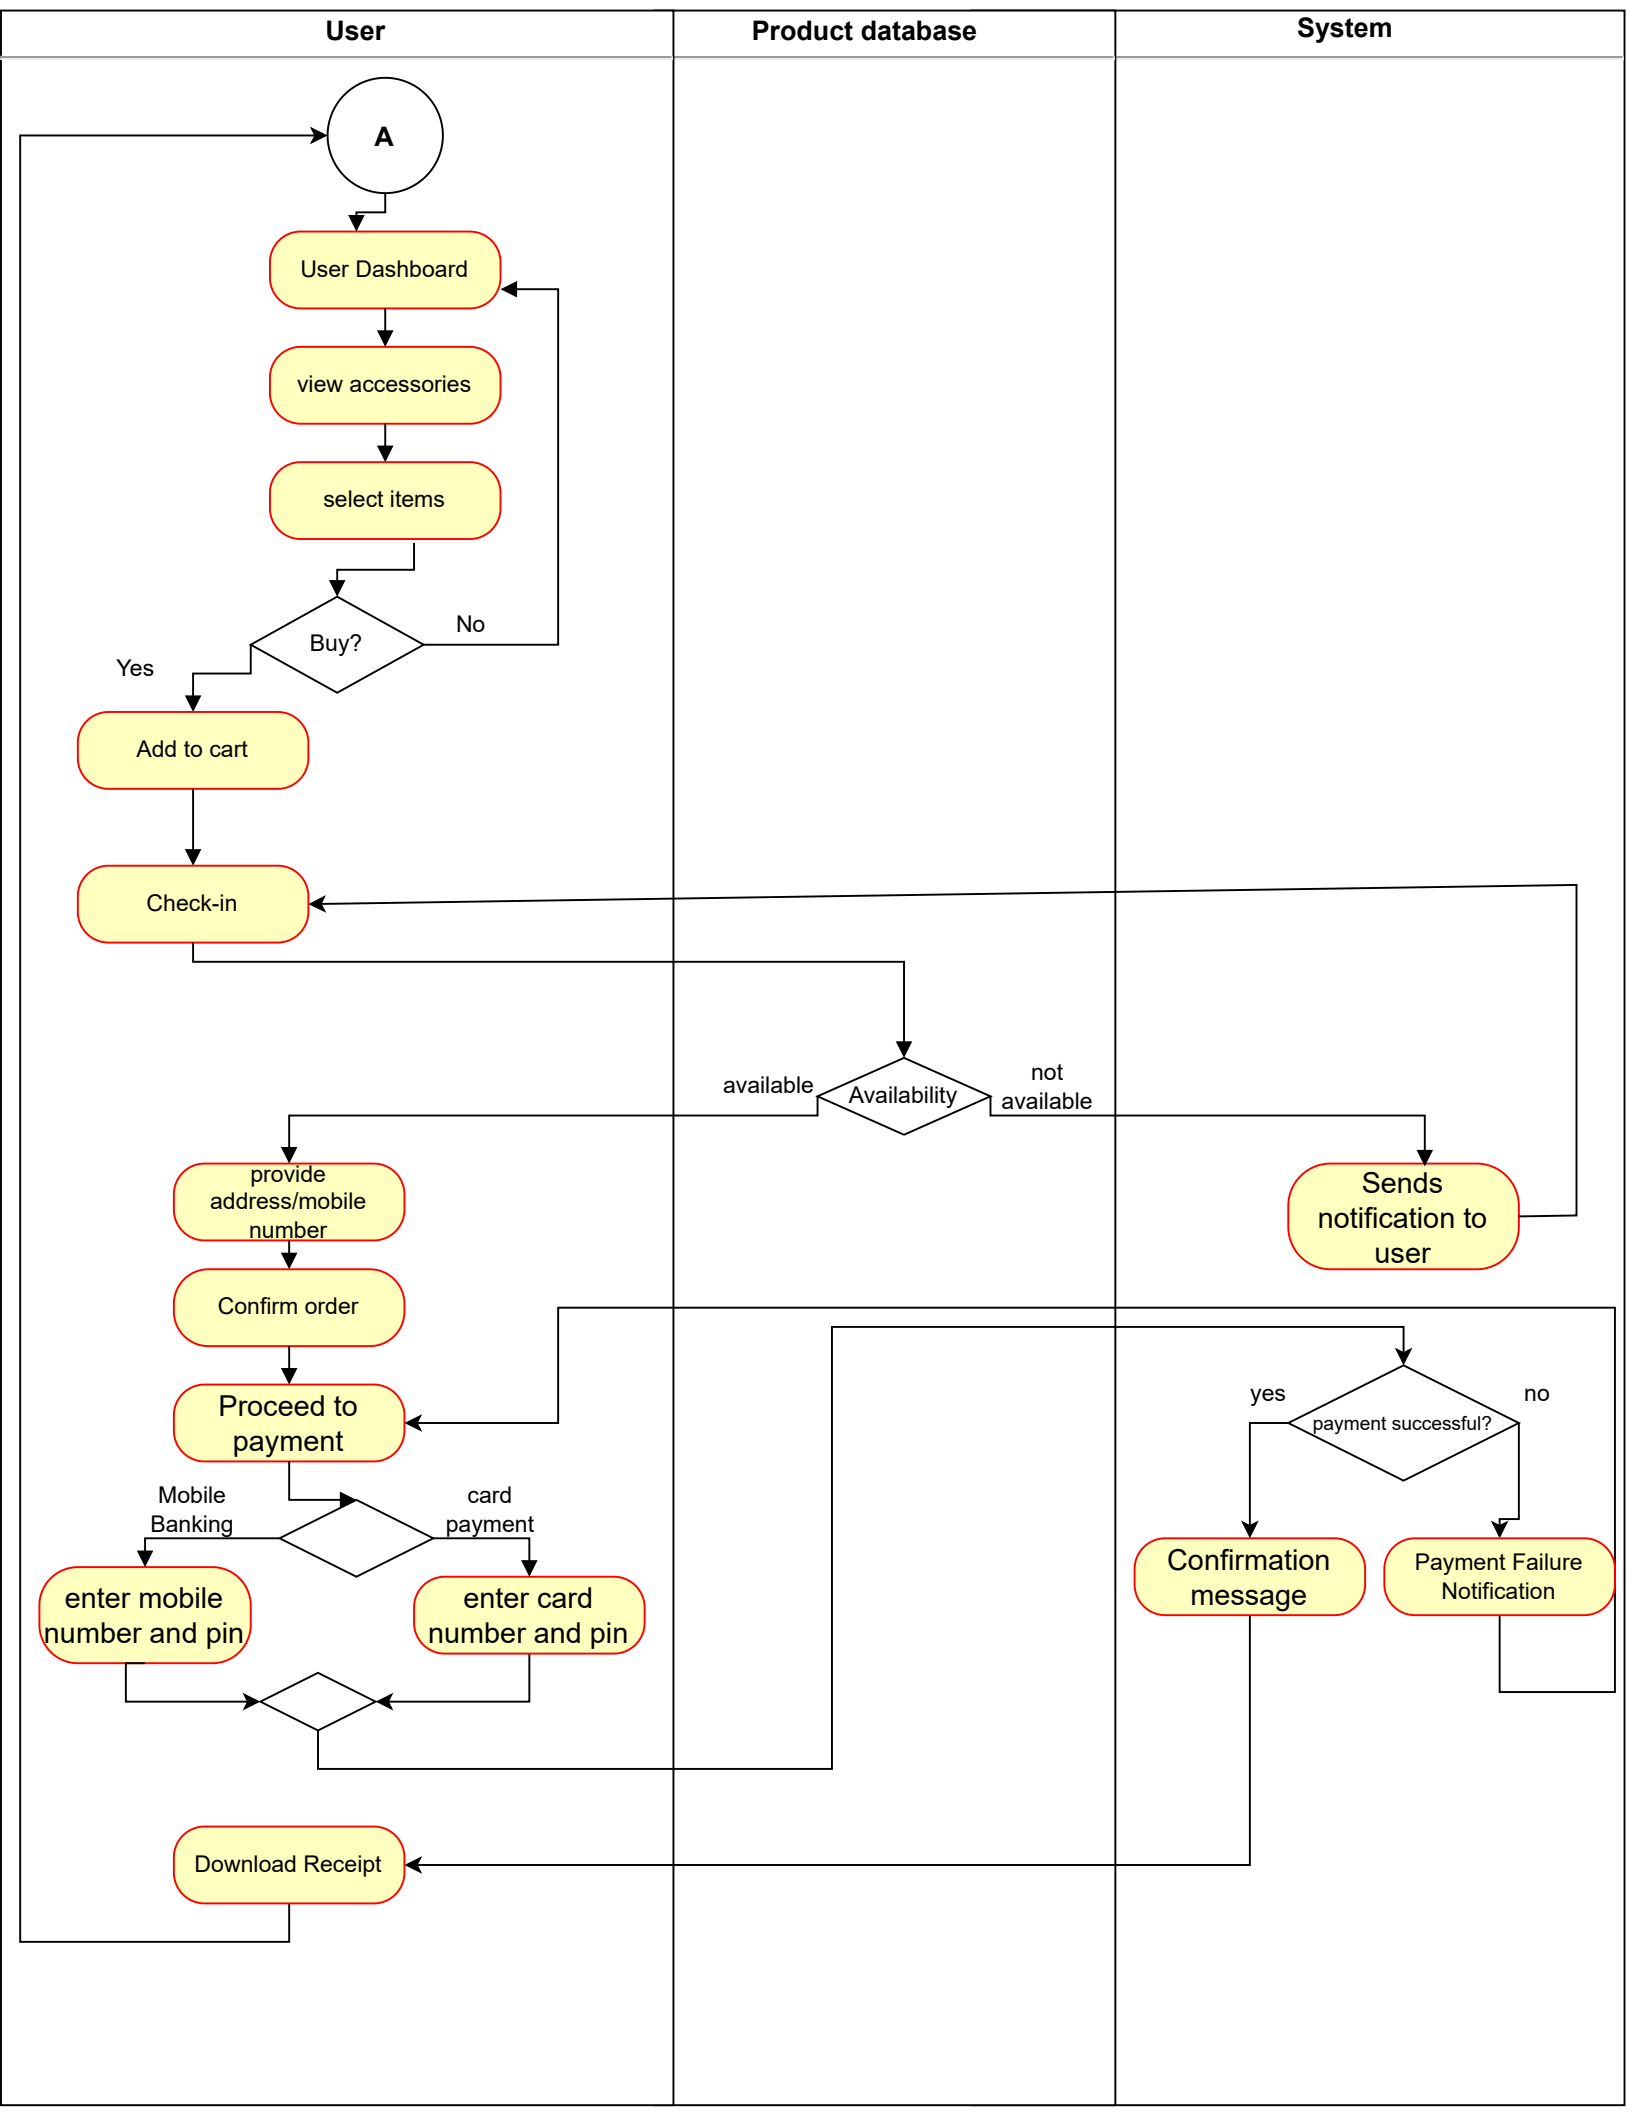 User
Product database
System
A
User Dashboard
view accessories
select items
Buy?
No
Yes
Add to cart
Check-in
available
Availability
not
available
provide
address/mobile
number
Sends
notification to
user
Confirm order
Proceed to
payment
yes
payment successful?
no
Mobile
Banking
card
payment
enter mobile
number and pin
enter card
number and pin
Confirmation
message
Payment Failure
Notification
Download Receipt